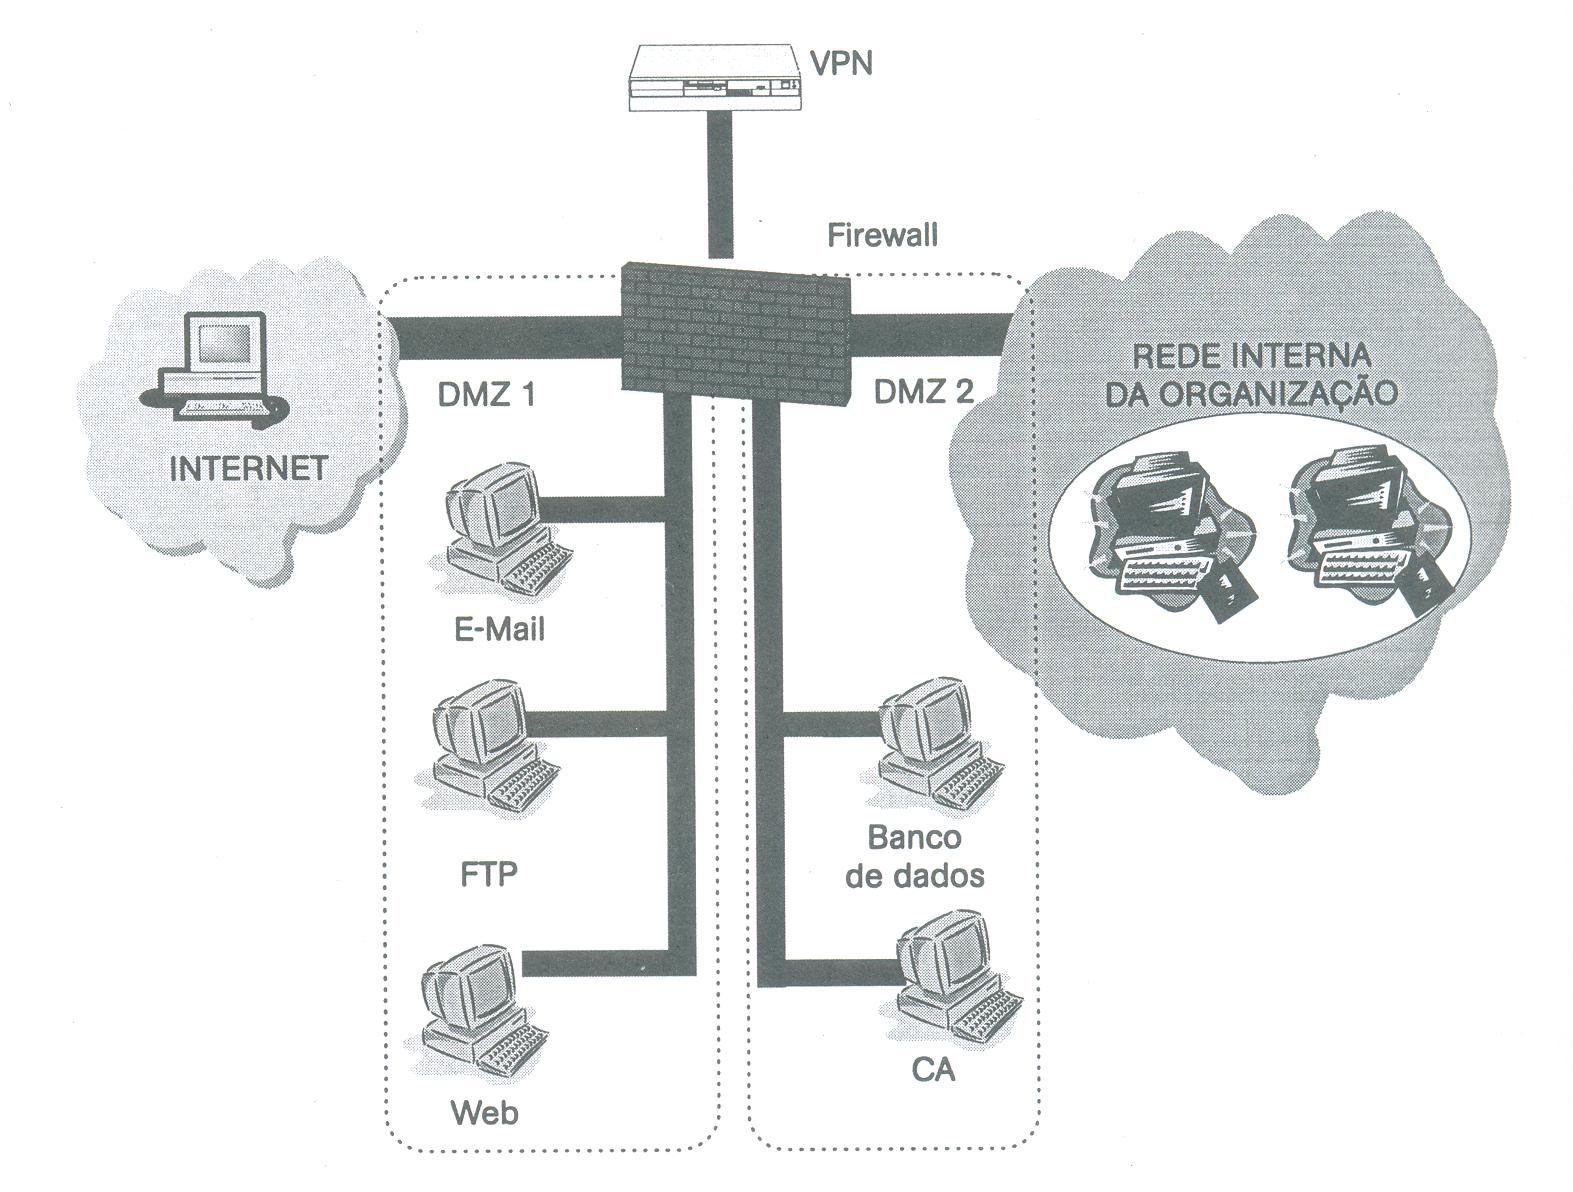 VPN
Firewall
INTERNET
DMZ 1
DMZ 2
REDE INTERNA
DA ORGANIZAÇÃO
E-Mail
FTP
Web
Banco
de dados
CA